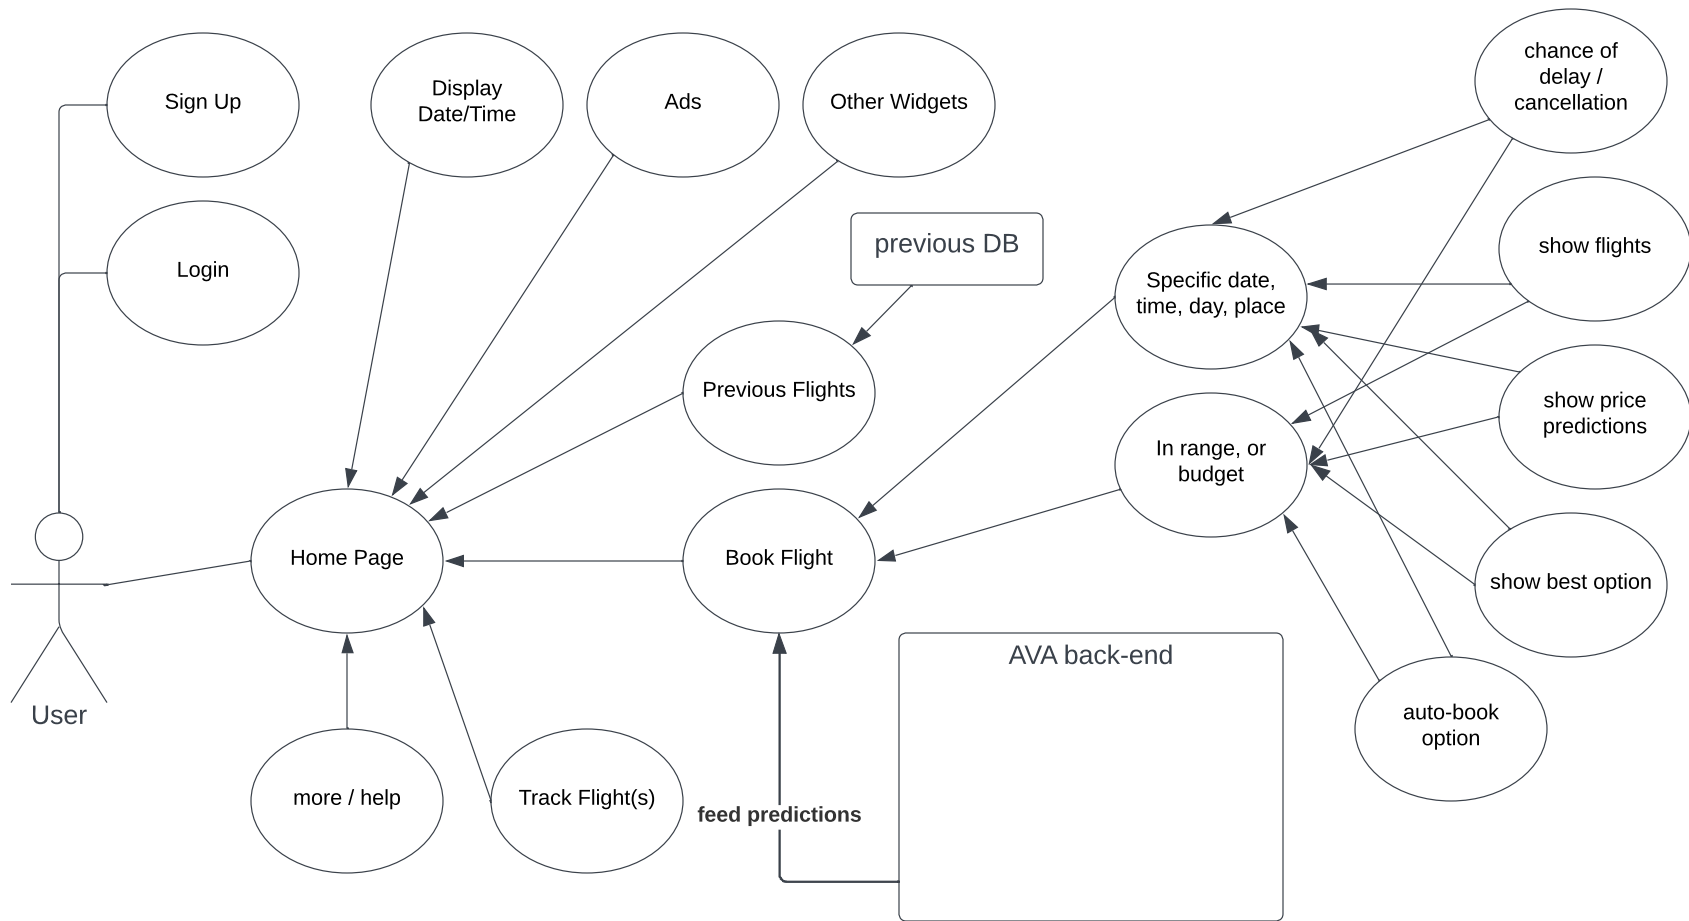 Sign Up
Display
Date/Time
Ads
Other Widgets
chance of
delay /
cancellation
Login
previous DB
Specific date,
time, day, place
show flights
Previous Flights
In range, or
budget
show price
predictions
Home Page
Book Flight
show best option
User
AVA back-end
auto-book
option
more / help
Track Flight(s)
feed predictions